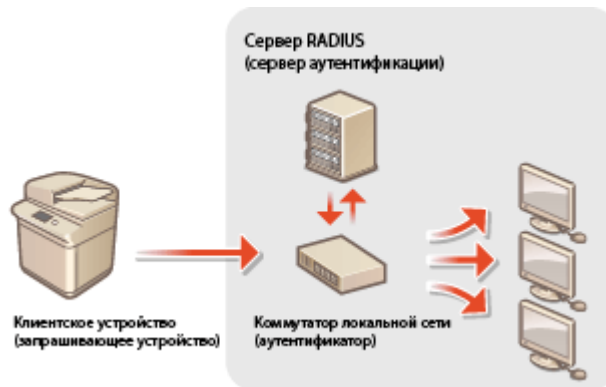 Сервер RADIUS
(сервер аутентификации)
Клиентское устройство
(запрашивающее устройство)
Коммутатор локальной сети
(аутентификатор)